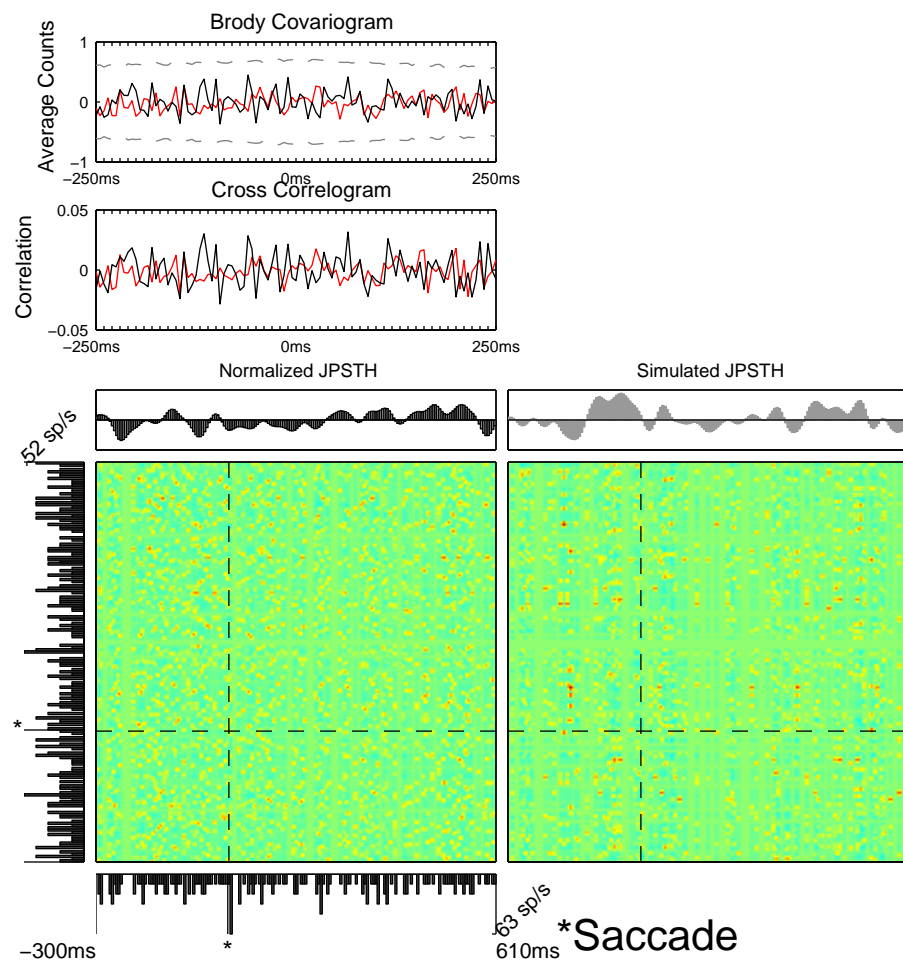 Brody Covariogram
Average Counts
1
0
−1
−250ms
0ms
250ms
Cross Correlogram
Correlation
0.05
0
−0.05
−250ms
0ms
250ms
Normalized JPSTH
Simulated JPSTH
52 sp/s
*
63 sp/s
−300ms
*
610ms
*Saccade